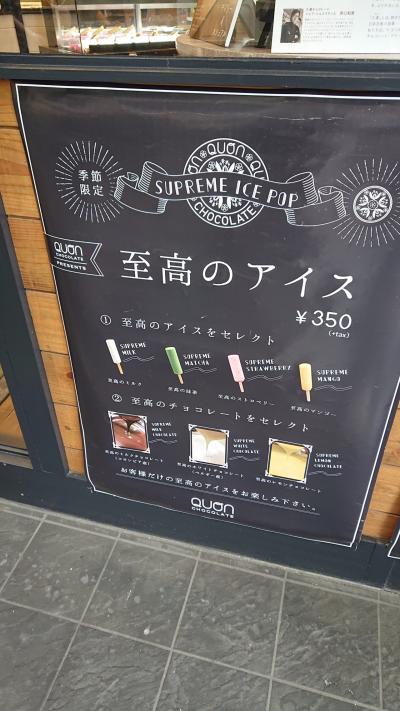 季節
限定
QUON QUON QUON
SUPREME ICE POP
CHOCOLATE
QUON
CHOCOLATE
PRESENTS
至高のアイス
¥350
(+tax)
① 至高のアイスをセレクト
SUPREME
MILK
至高のミルク
SUPREME
MATCHA
至高の抹茶
SUPREME
STRAWBERRY
至高のストロベリー
SUPREME
MANGO
至高のマンゴー
② 至高のチョコレートをセレクト
SUPREME
MILK
CHOCOLATE
至高のミルクチョコレート
SUPREME
WHITE
CHOCOLATE
至高のホワイトチョコレート
SUPREME
LEMON
CHOCOLATE
至高のレモンチョコレート
お客様だけの至高のアイスをお楽しみ下さい。
QUON
CHOCOLATE